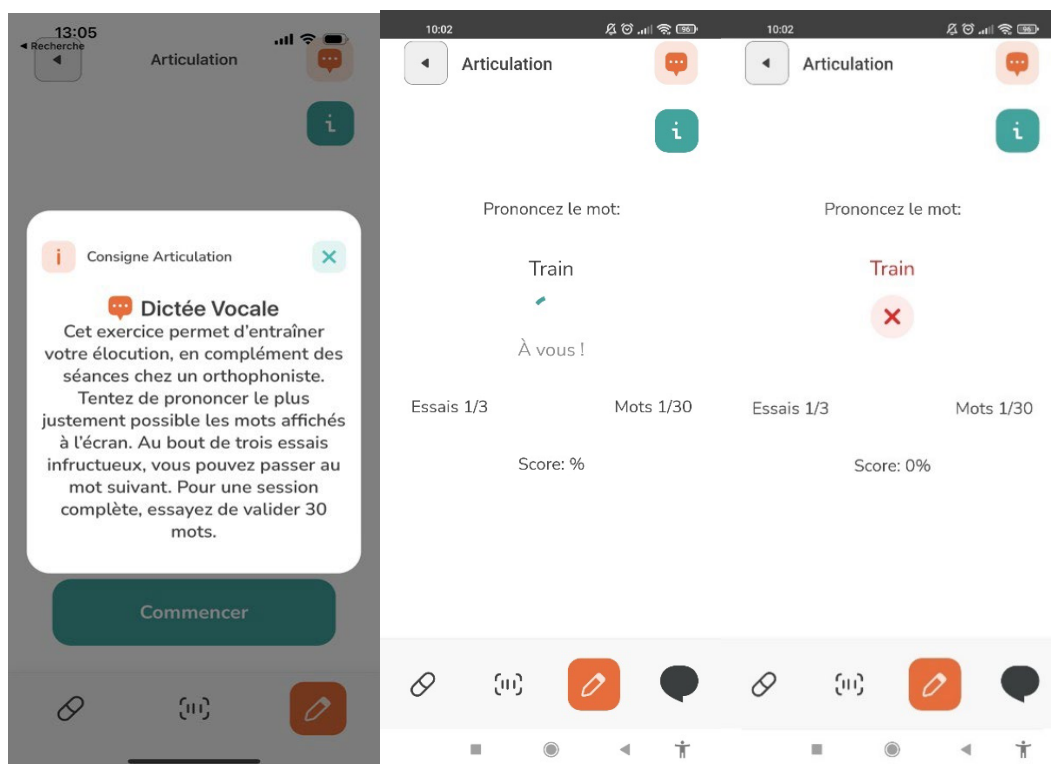 13:05
Recherche
Articulation
i
i
Consigne Articulation
Dictée Vocale
Cet exercice permet d'entraîner
votre élocution, en complément des
séances chez un orthophoniste.
Tentez de prononcer le plus
justement possible les mots affichés
à l'écran. Au bout de trois essais
infructueux, vous pouvez passer au
mot suivant. Pour une session
complète, essayez de valider 30
mots.
Commencer
10:02
96
Articulation
i
Prononcez le mot:
Train
À vous !
Essais 1/3
Mots 1/30
Score: %
10:02
96
Articulation
i
Prononcez le mot:
Train
Essais 1/3
Mots 1/30
Score: 0%